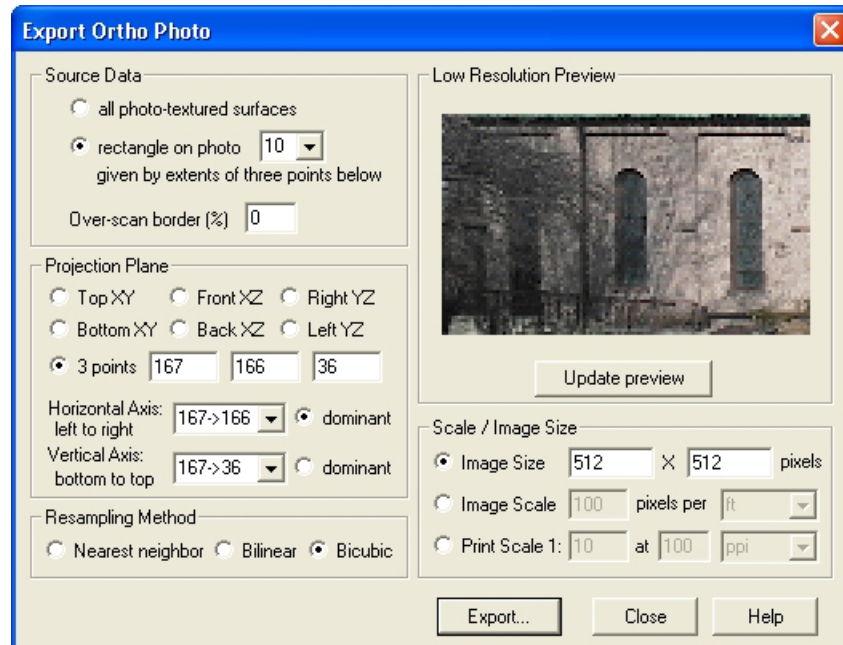 Export Ortho Photo
Source Data
all photo-textured surfaces
rectangle on photo 10
given by extents of three points below
Over-scan border (%) 0
Projection Plane
Top XY Front XZ Right YZ
Bottom XY Back XZ Left YZ
3 points 167 166 36
Horizontal Axis:
left to right
167->166 dominant
Vertical Axis:
bottom to top
167->36 dominant
Resampling Method
Nearest neighbor Bilinear Bicubic
Low Resolution Preview
Update preview
Scale / Image Size
Image Size 512 X 512 pixels
Image Scale 100 pixels per ft
Print Scale 1: 10 at 100 ppi
Export... Close Help